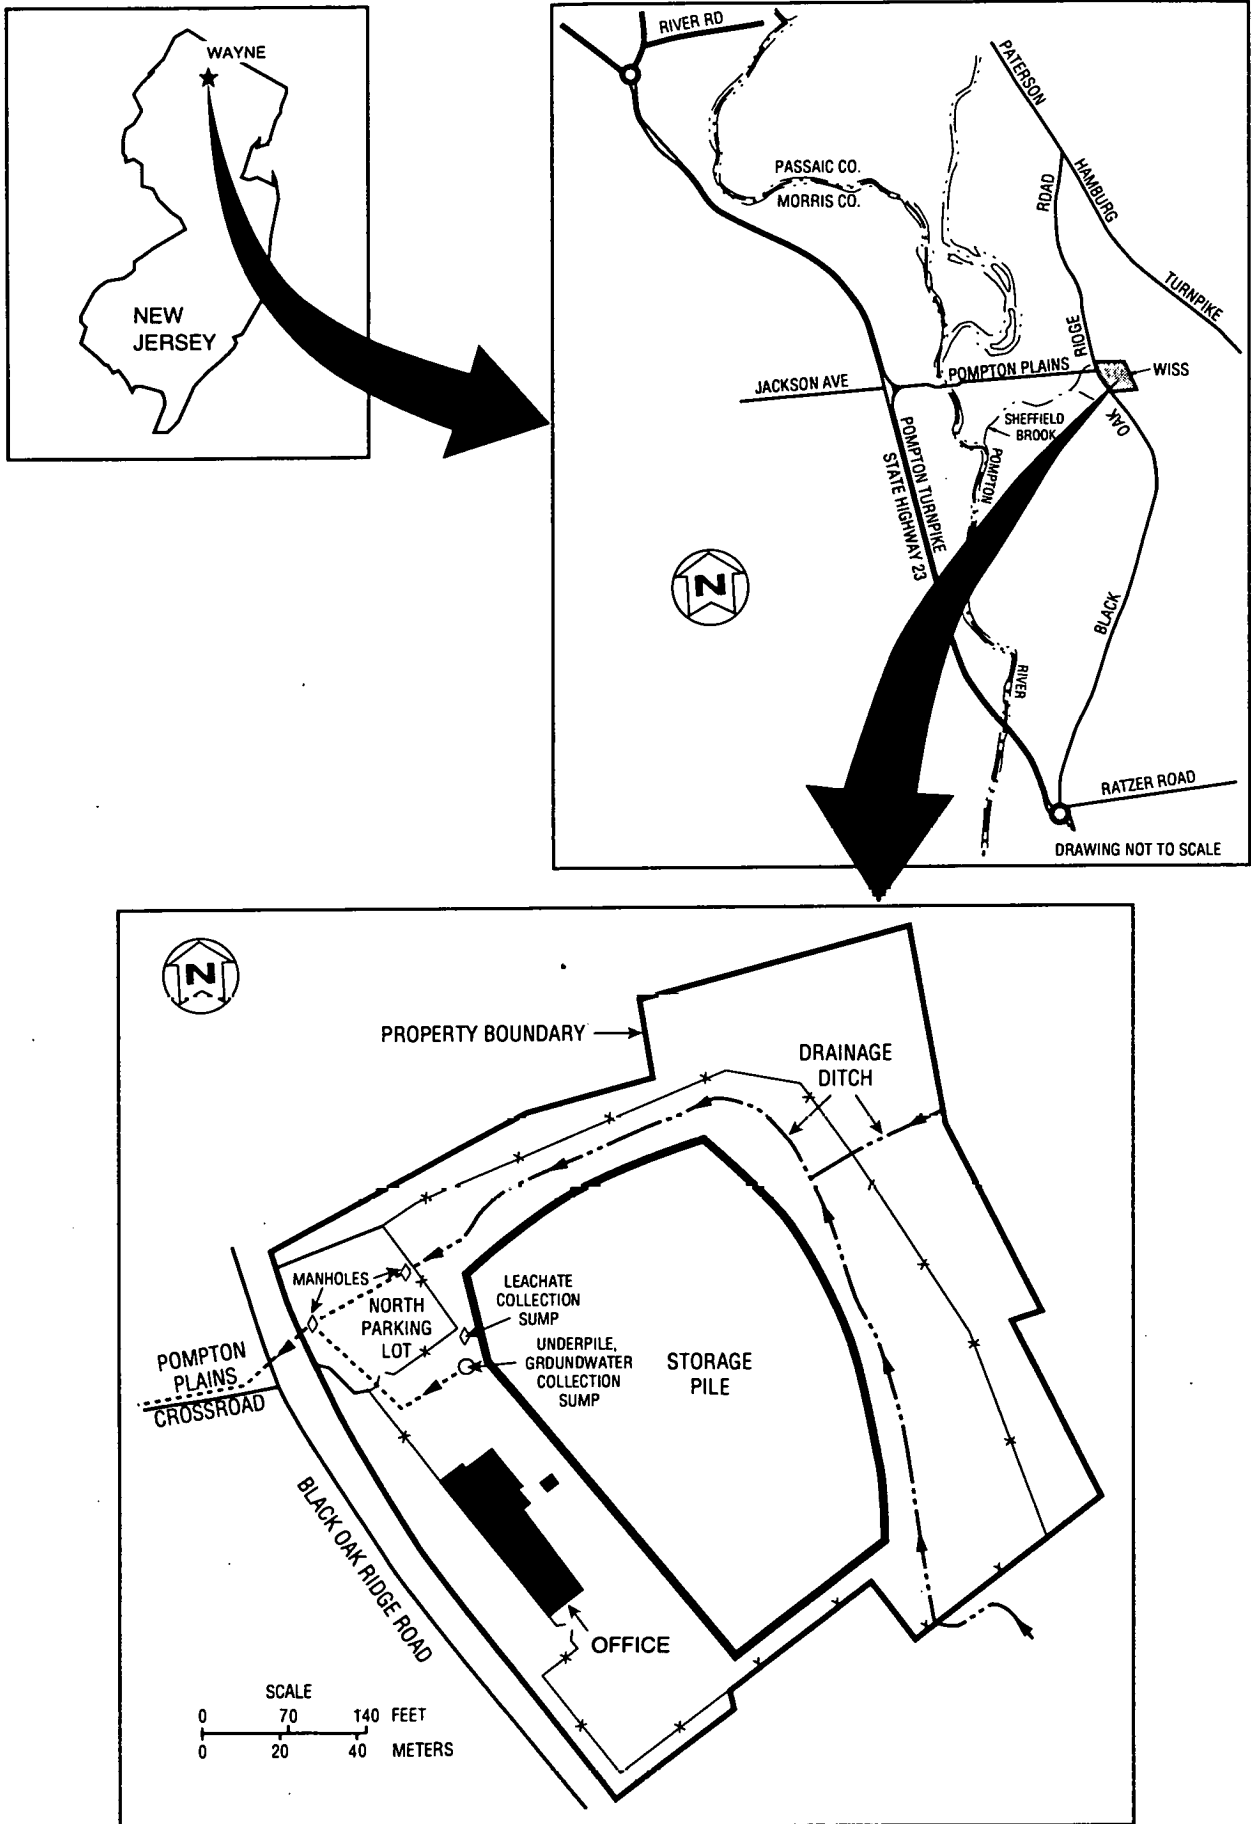 WAYNE
NEW
JERSEY
RIVER RD
PASSAIC CO.
MORRIS CO.
PATERSON
HAMBURG
TURNPIKE
ROAD
RIDGE
OAK
BLACK
JACKSON AVE
POMPTON PLAINS
WISS
SHEFFIELD
BROOK
POMPTON
RIVER
POMPTON TURNPIKE
STATE HIGHWAY 23
N
RATZER ROAD
DRAWING NOT TO SCALE
N
PROPERTY BOUNDARY
DRAINAGE
DITCH
MANHOLES
NORTH
PARKING
LOT
LEACHATE
COLLECTION
SUMP
UNDERPILE,
GROUNDWATER
COLLECTION
SUMP
STORAGE
PILE
POMPTON
PLAINS
CROSSROAD
BLACK OAK RIDGE ROAD
OFFICE
SCALE
0 70 140 FEET
0 20 40 METERS